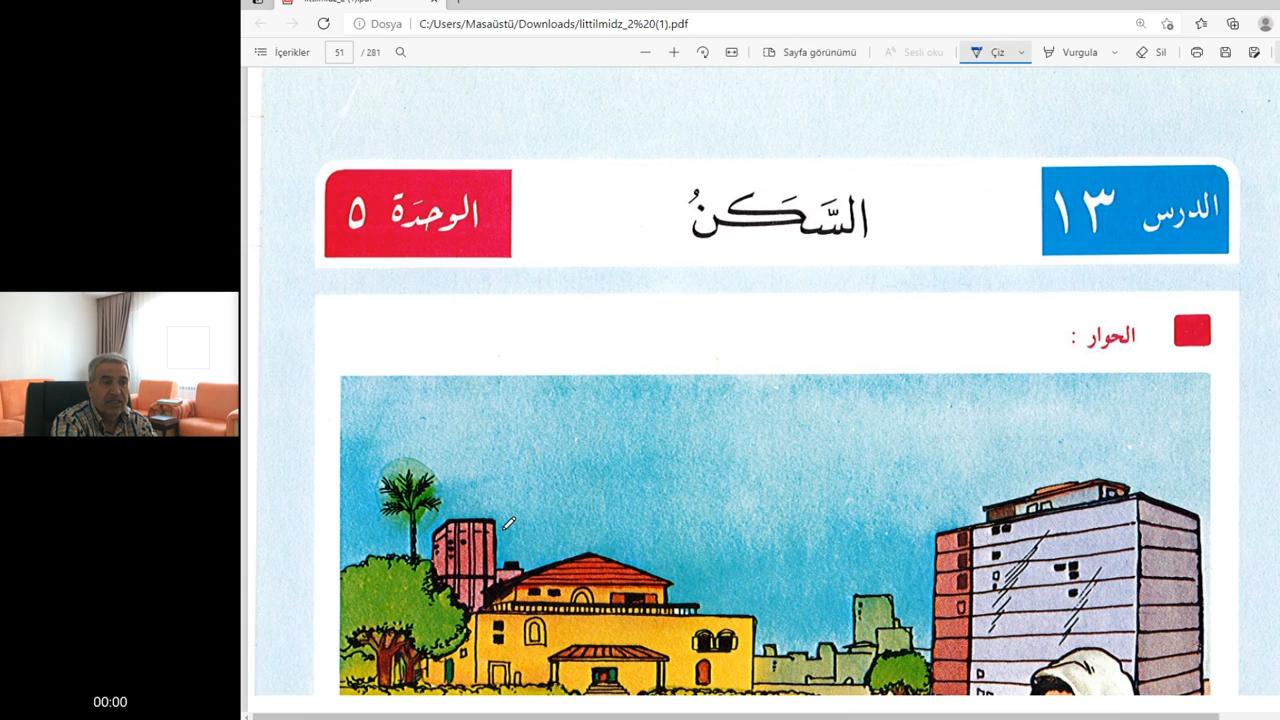 Dosya C:/Users/Masaüstü/Downloads/littilmidz_2%20(1).pdf
İçerikler 51 / 281 Sayfa görünümü Sesli oku Çiz Vurgula Sil
الدرس ١٣ السَّكَنُ الوحدَة ٥
الحوار :
00:00